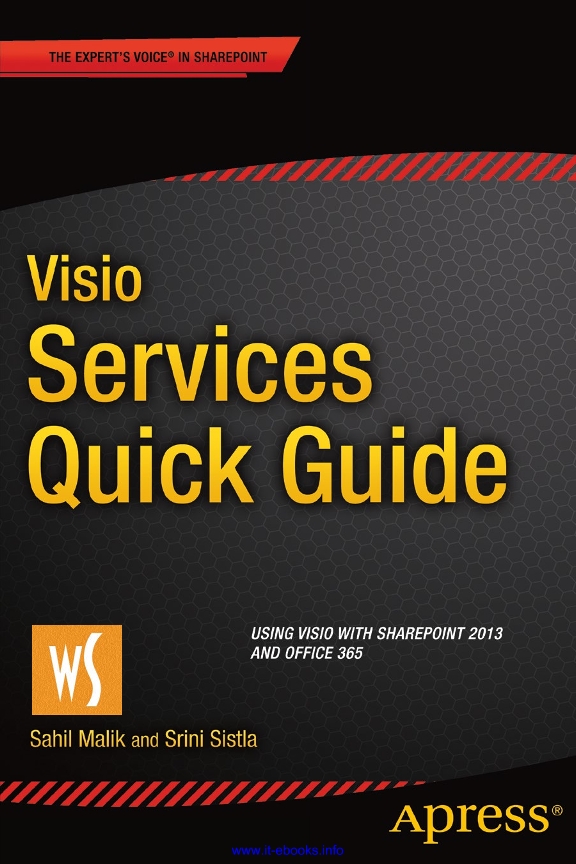 THE EXPERT'S VOICE® IN SHAREPOINT
Visio
Services
Quick Guide
USING VISIO WITH SHAREPOINT 2013
AND OFFICE 365
WS
Sahil Malik and Srini Sistla
Apress®
www.it-ebooks.info